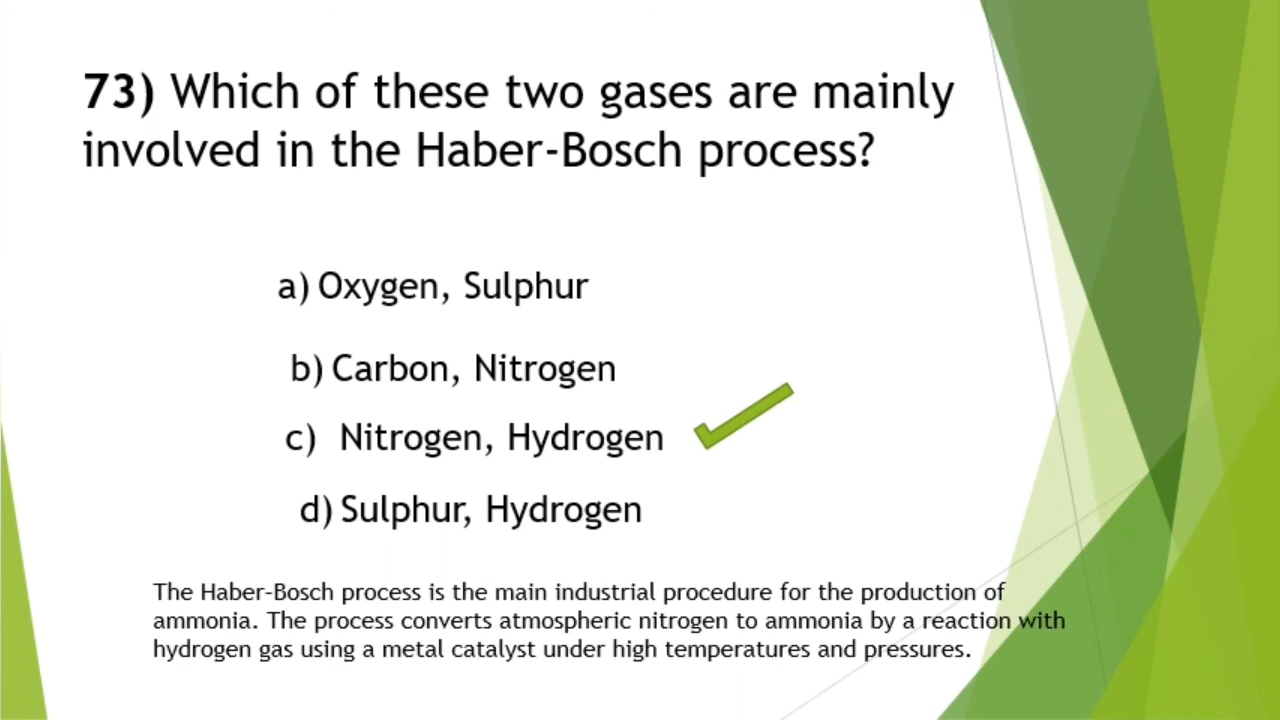 73) Which of these two gases are mainly
involved in the Haber-Bosch process?
a) Oxygen, Sulphur
b) Carbon, Nitrogen
c) Nitrogen, Hydrogen
d) Sulphur, Hydrogen
The Haber-Bosch process is the main industrial procedure for the production of
ammonia. The process converts atmospheric nitrogen to ammonia by a reaction with
hydrogen gas using a metal catalyst under high temperatures and pressures.